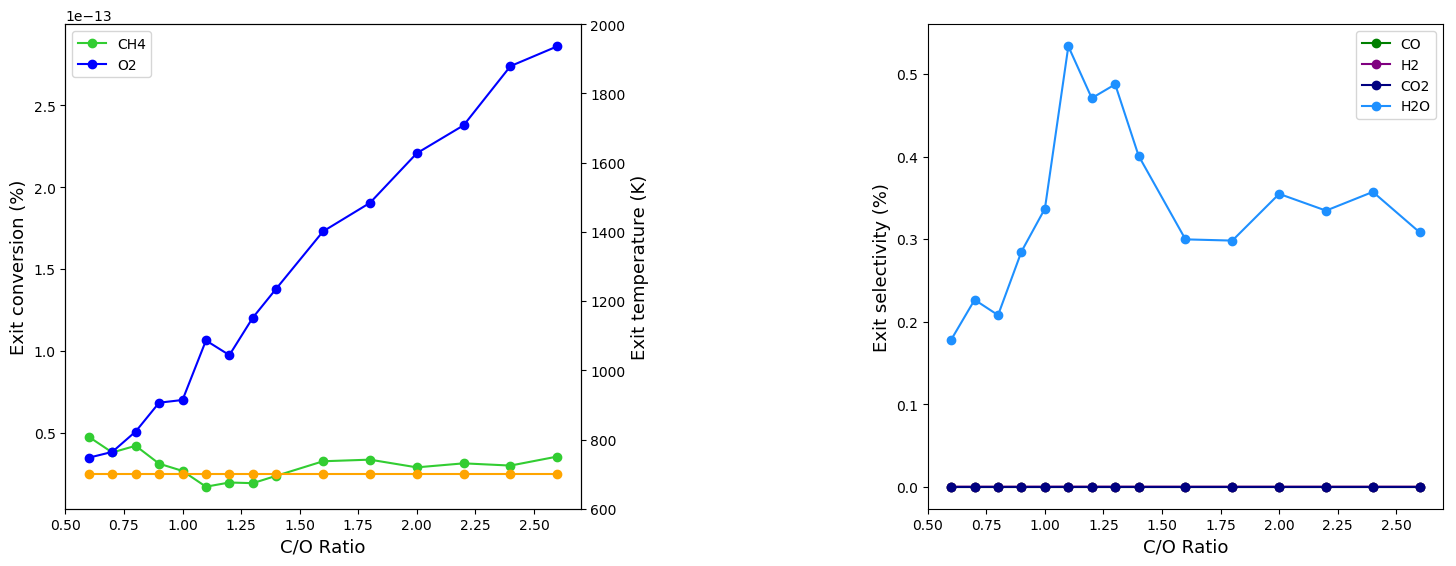 1e−13
CH4
O2
Exit conversion (%)
2.5
2.0
1.5
1.0
0.5
0.50 0.75 1.00 1.25 1.50 1.75 2.00 2.25 2.50
C/O Ratio
2000
1800
1600
1400
1200
1000
800
600
Exit temperature (K)
CO
H2
CO2
H2O
Exit selectivity (%)
0.5
0.4
0.3
0.2
0.1
0.0
0.50 0.75 1.00 1.25 1.50 1.75 2.00 2.25 2.50
C/O Ratio